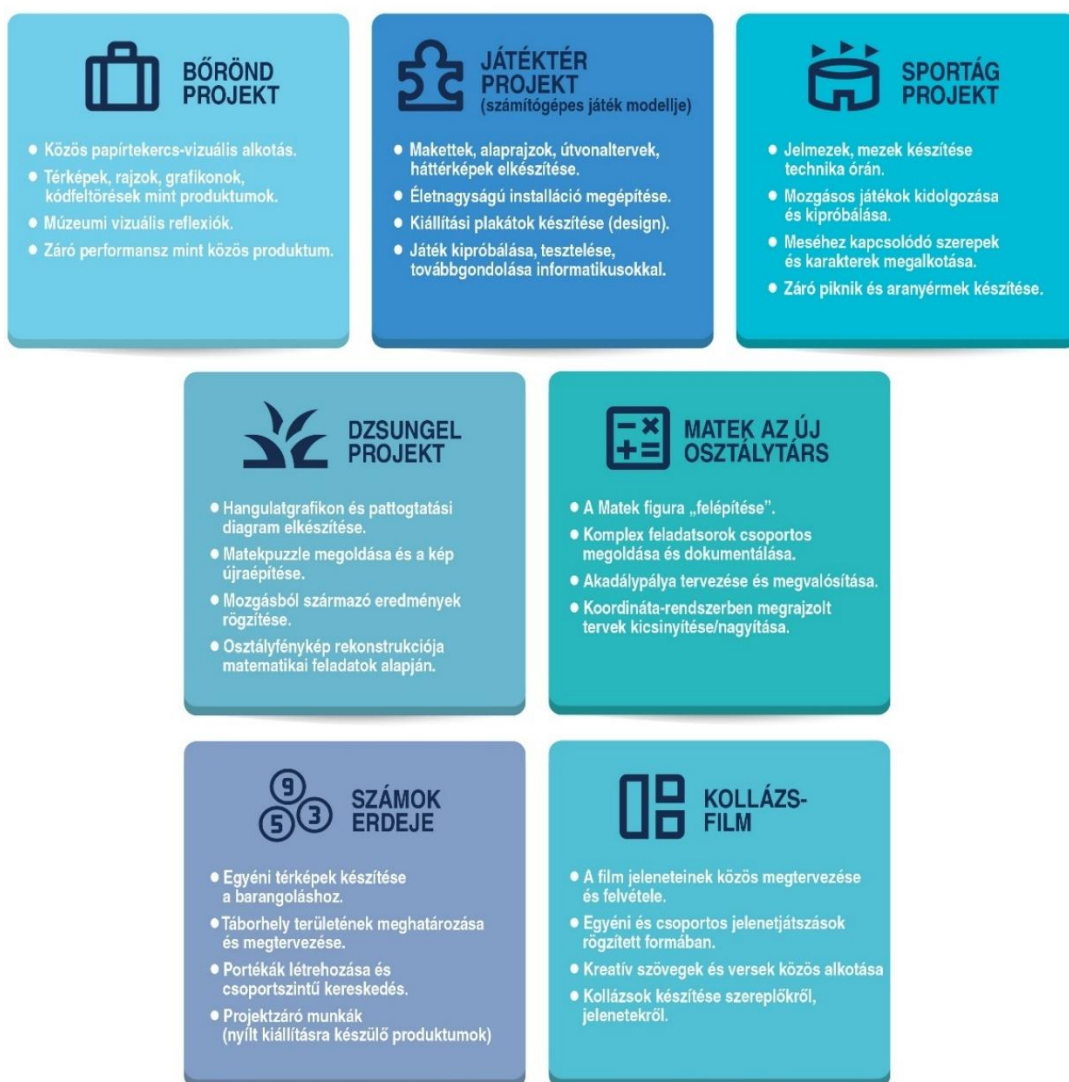 BŐRÖND
PROJEKT
• Közös papírtekercs-vizuális alkotás.
• Térképek, rajzok, grafikonok,
kódfeltörések mint produktumok.
• Múzeumi vizuális reflexiók.
• Záró performansz mint közös produktum.
JÁTÉKTÉR
PROJEKT
(számítógépes játék modellje)
• Makettek, alaprajzok, útvonaltervek,
háttérképek elkészítése.
• Életnagyságú installáció megépítése.
• Kiállítási plakátok készítése (design).
• Játék kipróbálása, tesztelése,
továbbgondolása informatikusokkal.
SPORTÁG
PROJEKT
• Jelmezek, mezek készítése
technika órán.
• Mozgásos játékok kidolgozása
és kipróbálása.
• Meséhez kapcsolódó szerepek
és karakterek megalkotása.
• Záró piknik és aranyérmek készítése.
DZSUNGEL
PROJEKT
• Hangulatgrafikon és pattogtatási
diagram elkészítése.
• Matekpuzzle megoldása és a kép
újraépítése.
• Mozgásból származó eredmények
rögzítése.
• Osztályfénykép rekonstrukciója
matematikai feladatok alapján.
MATEK AZ ÚJ
OSZTÁLYTÁRS
• A Matek figura „felépítése”.
• Komplex feladatsorok csoportos
megoldása és dokumentálása.
• Akadálypálya tervezése és megvalósítása.
• Koordináta-rendszerben megrajzolt
tervek kicsinyítése/nagyítása.
9
5 3
SZÁMOK
ERDEJE
• Egyéni térképek készítése
a barangoláshoz.
• Táborhely területének meghatározása
és megtervezése.
• Portékák létrehozása és
csoportszintű kereskedés.
• Projektzáró munkák
(nyílt kiállításra készülő produktumok)
KOLLÁZS-
FILM
• A film jeleneteinek közös megtervezése
és felvétele.
• Egyéni és csoportos jelenetjátszások
rögzített formában.
• Kreatív szövegek és versek közös alkotása
• Kollázsok készítése szereplőkről,
jelenetekről.